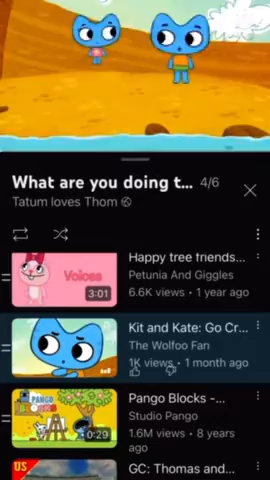 What are you doing t... 4/6
Tatum loves Thom
Happy tree friends...
Petunia And Giggles
6.6K views • 1 year ago
Voices
3:01
Kit and Kate: Go Cr...
The Wolfoo Fan
1K views • 1 month ago
Pango Blocks -...
Studio Pango
1.6M views • 8 years
ago
PANGO
0:29
GC: Thomas and...
US